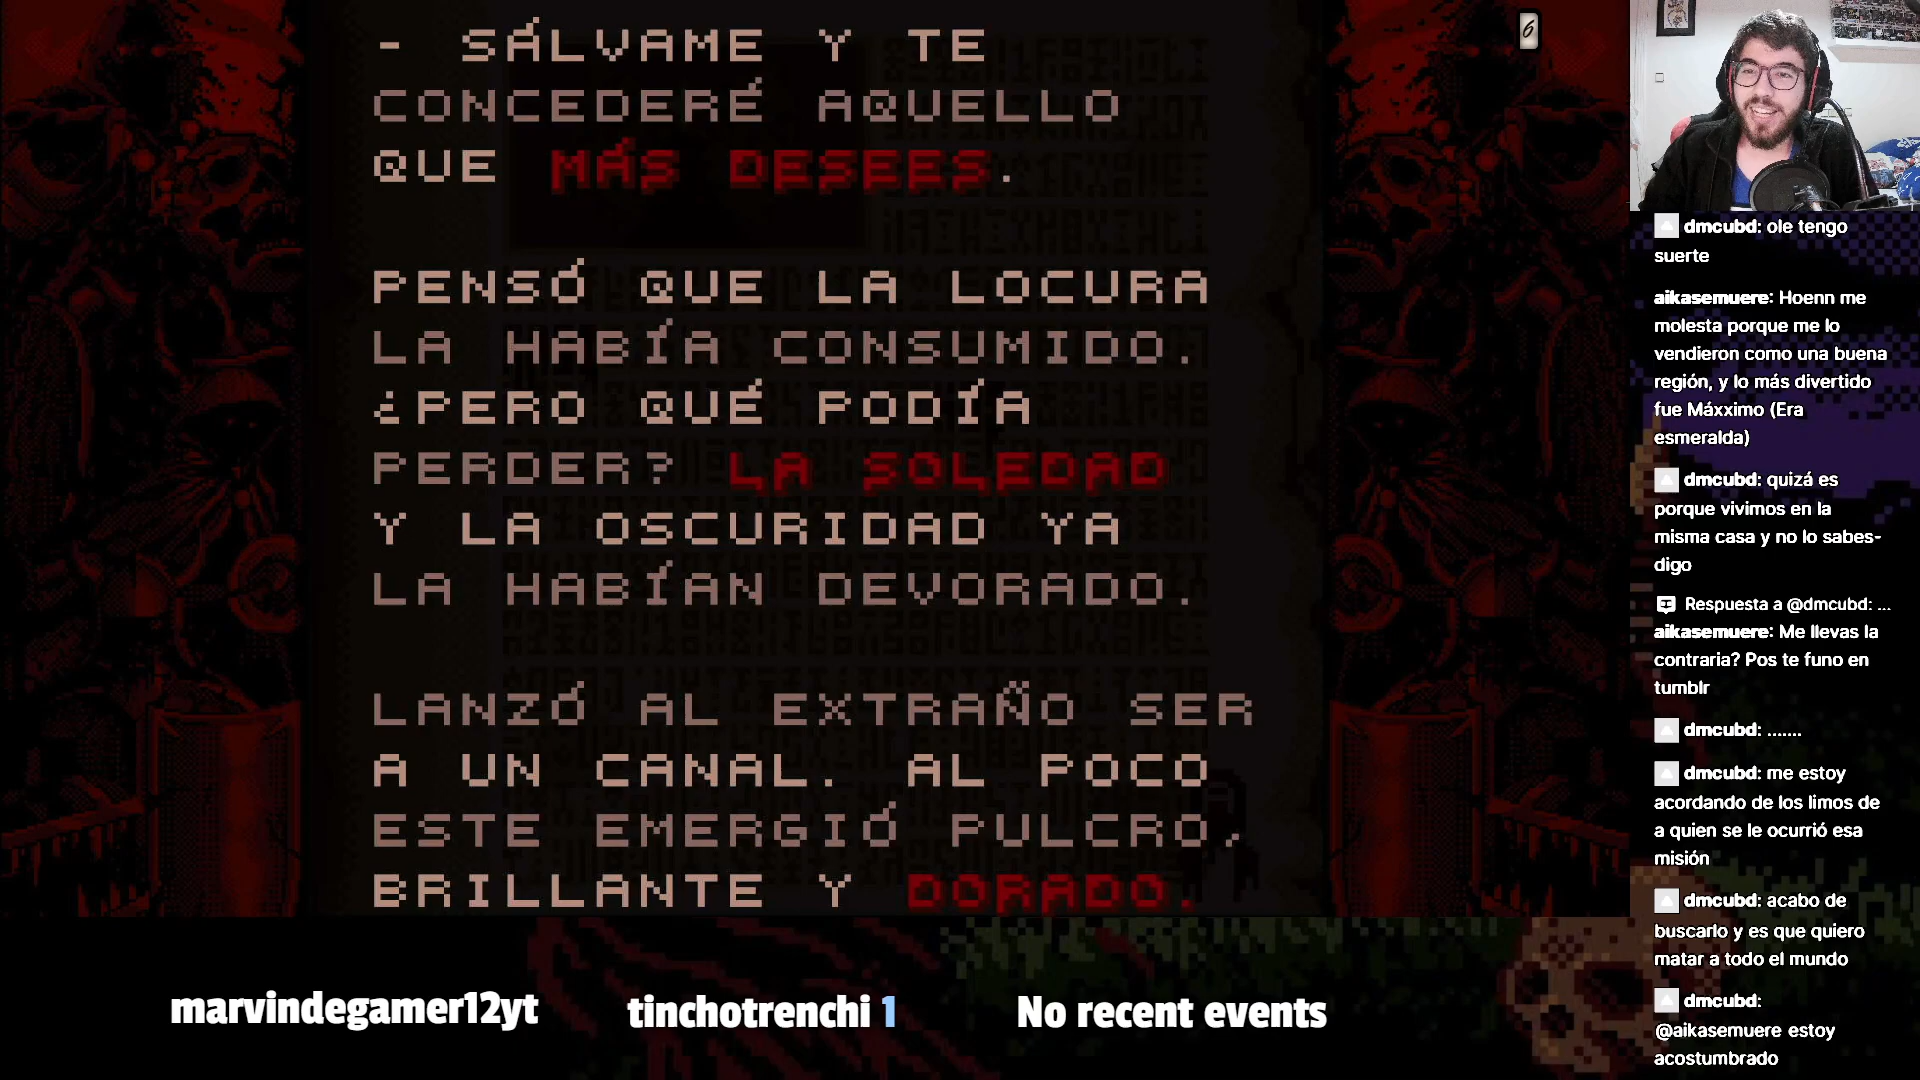 - SÁLVAME Y TE
CONCEDERÉ AQUELLO
QUE MÁS DESEES.
PENSÓ QUE LA LOCURA
LA HABÍA CONSUMIDO.
¿PERO QUÉ PODÍA
PERDER? LA SOLEDAD
Y LA OSCURIDAD YA
LA HABÍAN DEVORADO.
LANZÓ AL EXTRAÑO SER
A UN CANAL. AL POCO
ESTE EMERGIÓ PULCRO,
BRILLANTE Y DORADO.
6
dmcubd: ole tengo
suerte
aikasemuere: Hoenn me
molesta porque me lo
vendieron como una buena
región, y lo más divertido
fue Máxximo (Era
esmeralda)
dmcubd: quizá es
porque vivimos en la
misma casa y no lo sabes-
digo
Respuesta a @dmcubd: ...
aikasemuere: Me llevas la
contraria? Pos te funo en
tumblr
dmcubd: .......
dmcubd: me estoy
acordando de los limos de
a quien se le ocurrió esa
misión
dmcubd: acabo de
buscarlo y es que quiero
matar a todo el mundo
dmcubd:
@aikasemuere estoy
acostumbrado
marvindegamer12yt
tinchotrenchi 1
No recent events